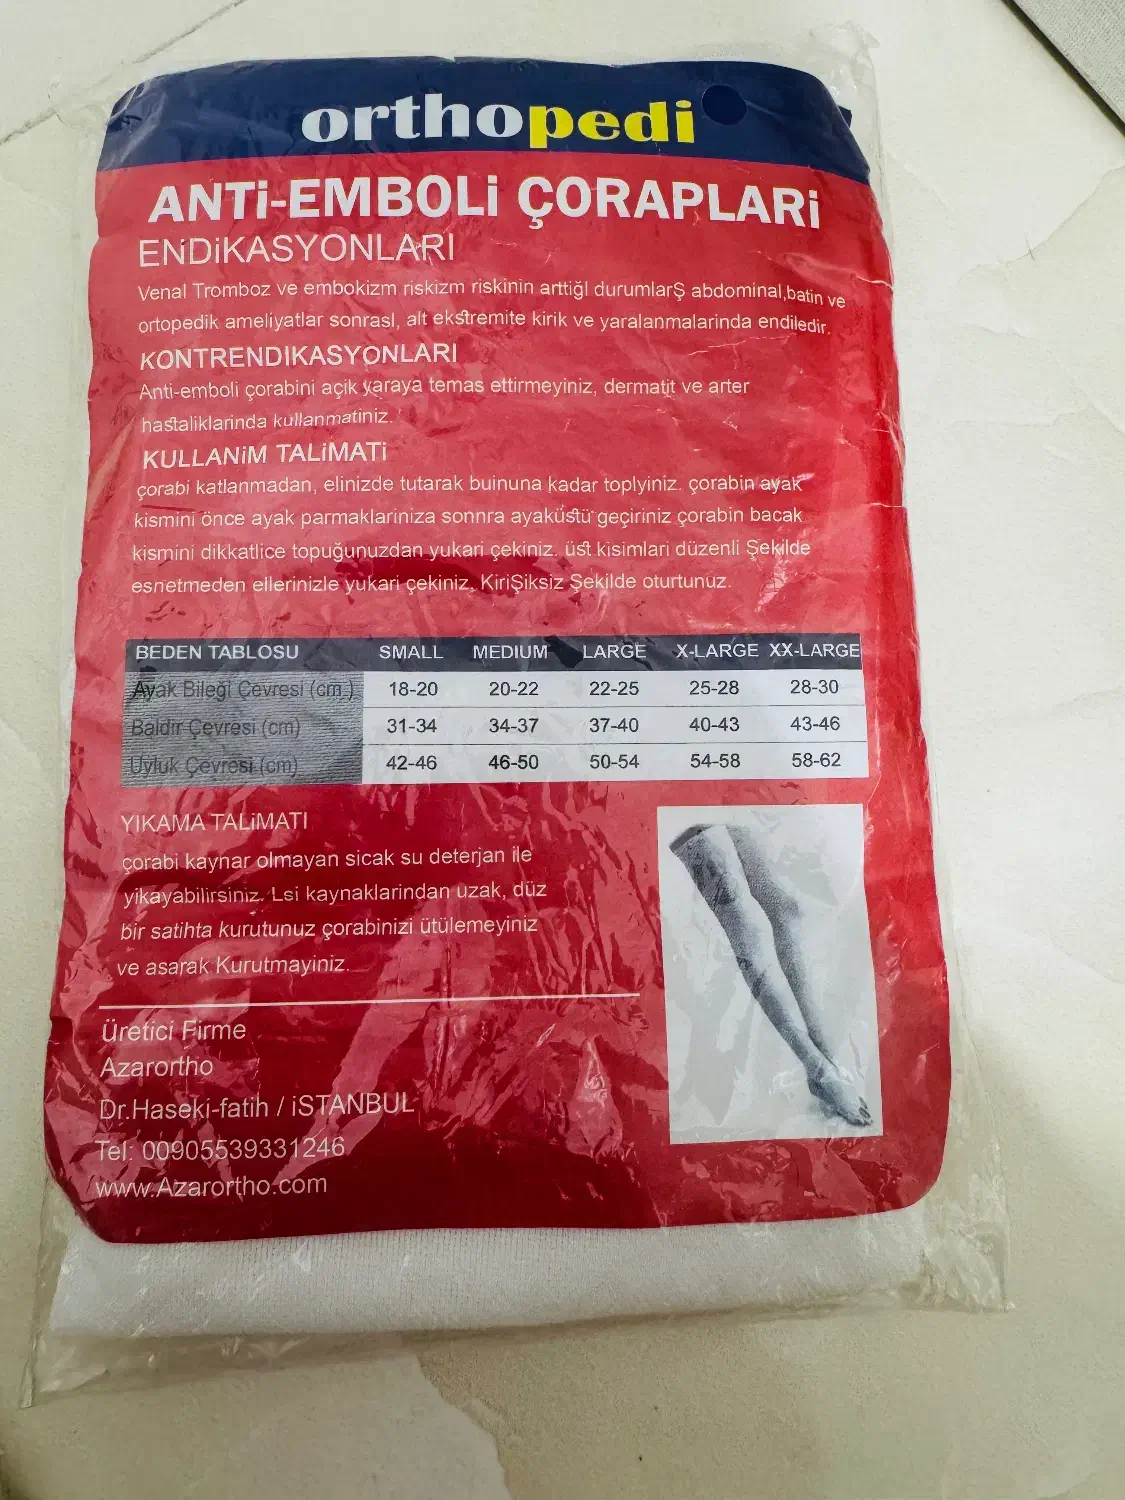 orthopedi
ANTi-EMBOLi ÇORAPLARi
ENDiKASYONLARI
Venal Tromboz ve embokizm riskizm riskinin arttiğI durumlarŞ abdominal,batin ve
ortopedik ameliyatlar sonrasI, alt ekstremite kirik ve yaralanmalarinda endiledir.
KONTRENDIKASYONLARI
Anti-emboli çorabini açik yaraya temas ettirmeyiniz, dermatit ve arter
hastaliklarinda kullanmatiniz.
KULLANiM TALiMATi
çorabi katlanmadan, elinizde tutarak buinuna kadar toplyiniz. çorabin ayak
kismini önce ayak parmaklariniza sonnra ayaküstü geçiriniz çorabin bacak
kismini dikkatlice topuğunuzdan yukari çekiniz. üst kisimlari düzenli Şekilde
esnetmeden ellerinizle yukari çekiniz, KiriŞiksiz Şekilde oturtunuz.
BEDEN TABLOSU SMALL MEDIUM LARGE X-LARGE XX-LARGE
Ayak Bileği Çevresi (cm ) 18-20 20-22 22-25 25-28 28-30
Baldir Çevresi (cm) 31-34 34-37 37-40 40-43 43-46
Uyluk Çevresi (cm) 42-46 46-50 50-54 54-58 58-62
YIKAMA TALiMATI
çorabi kaynar olmayan sicak su deterjan ile
yikayabilirsiniz. Lsi kaynaklarindan uzak, düz
bir satihta kurutunuz çorabinizi ütülemeyiniz
ve asarak Kurutmayiniz.
Üretici Firme
Azarortho
Dr.Haseki-fatih / iSTANBUL
Tel: 00905539331246
www.Azarortho.com